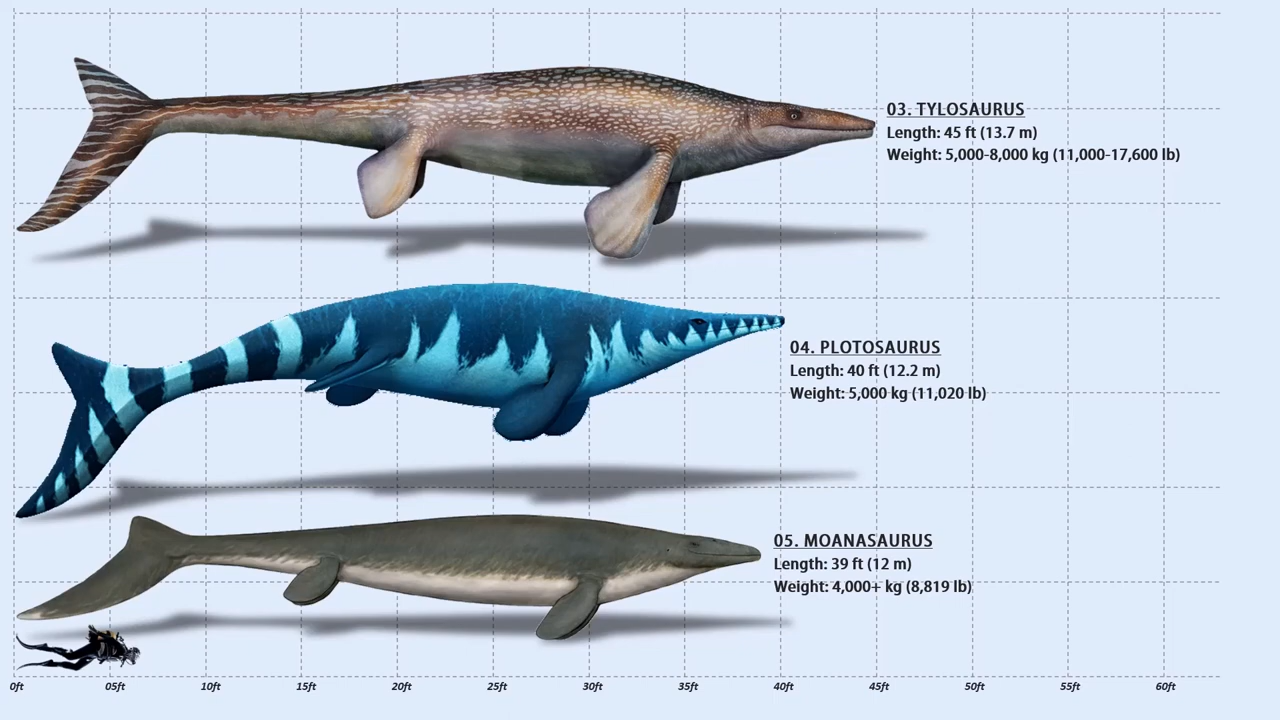 03. TYLOSAURUS
Length: 45 ft (13.7 m)
Weight: 5,000-8,000 kg (11,000-17,600 lb)
04. PLOTOSAURUS
Length: 40 ft (12.2 m)
Weight: 5,000 kg (11,020 lb)
05. MOANASAURUS
Length: 39 ft (12 m)
Weight: 4,000+ kg (8,819 lb)
0ft 05ft 10ft 15ft 20ft 25ft 30ft 35ft 40ft 45ft 50ft 55ft 60ft